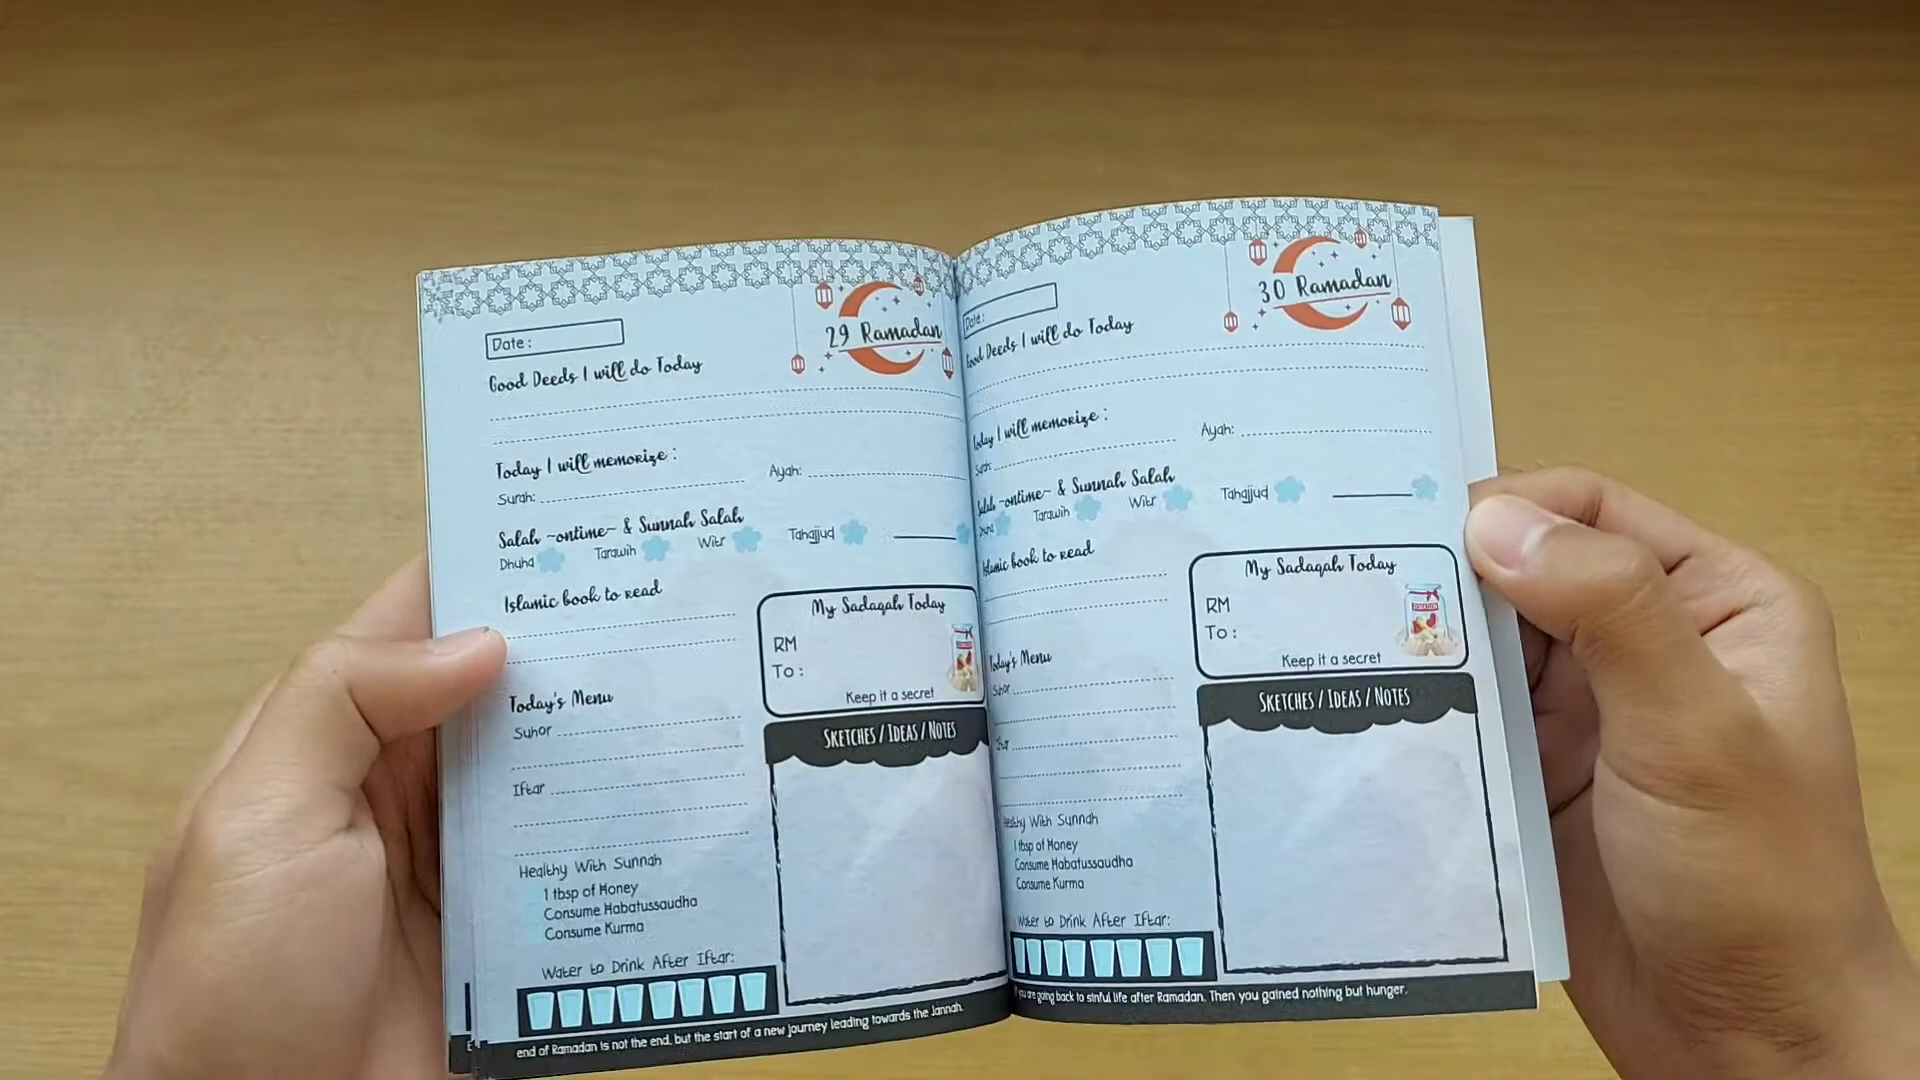 29 Ramadan
Date :
Good Deeds I will do Today
Today I will memorize :
Surah:
Ayah:
Salah ~ontime~ & Sunnah Salah
Dhuha Tarawih Witr Tahajjud
Islamic book to read
My Sadaqah Today
RM
To :
Keep it a secret
Today's Menu
Suhor
Iftar
SKETCHES / IDEAS / NOTES
Healthy With Sunnah
1 tbsp of Honey
Consume Habatussaudha
Consume Kurma
Water to Drink After Iftar:
end of Ramadan is not the end, but the start of a new journey leading towards the Jannah.
30 Ramadan
Date :
Good Deeds I will do Today
Today I will memorize :
Surah:
Ayah:
Salah ~ontime~ & Sunnah Salah
Dhuha Tarawih Witr Tahajjud
Islamic book to read
My Sadaqah Today
RM
To :
Keep it a secret
DONATION
Today's Menu
Suhor
Iftar
SKETCHES / IDEAS / NOTES
Healthy With Sunnah
1 tbsp of Honey
Consume Habatussaudha
Consume Kurma
Water to Drink After Iftar:
you are going back to sinful life after Ramadan. Then you gained nothing but hunger.